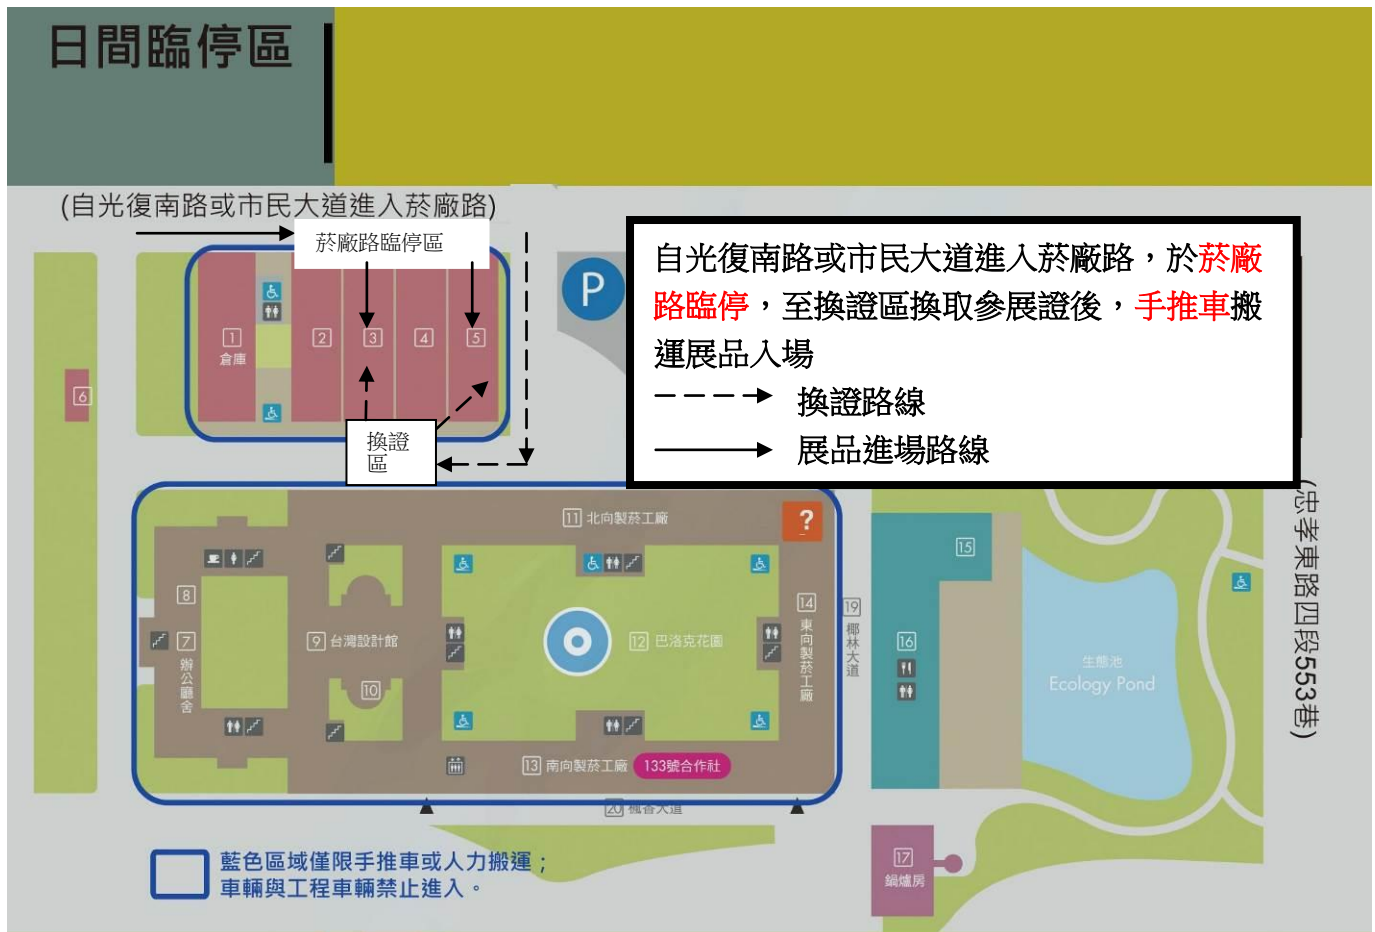 日間臨停區
(自光復南路或市民大道進入菸廠路)
菸廠路臨停區
P
自光復南路或市民大道進入菸廠路，於菸廠
路臨停，至換證區換取參展證後，手推車搬
運展品入場
換證路線
展品進場路線
1
倉庫
2
3
4
5
6
換證
區
11 北向製菸工廠
?
8
7
辦公廳舍
9 台灣設計館
10
12 巴洛克花園
14
東向製菸工廠
19
椰林大道
15
16
生態池
Ecology Pond
(忠孝東路四段553巷)
13 南向製菸工廠
133號合作社
20 楓香大道
17
鍋爐房
藍色區域僅限手推車或人力搬運；
車輛與工程車輛禁止進入。